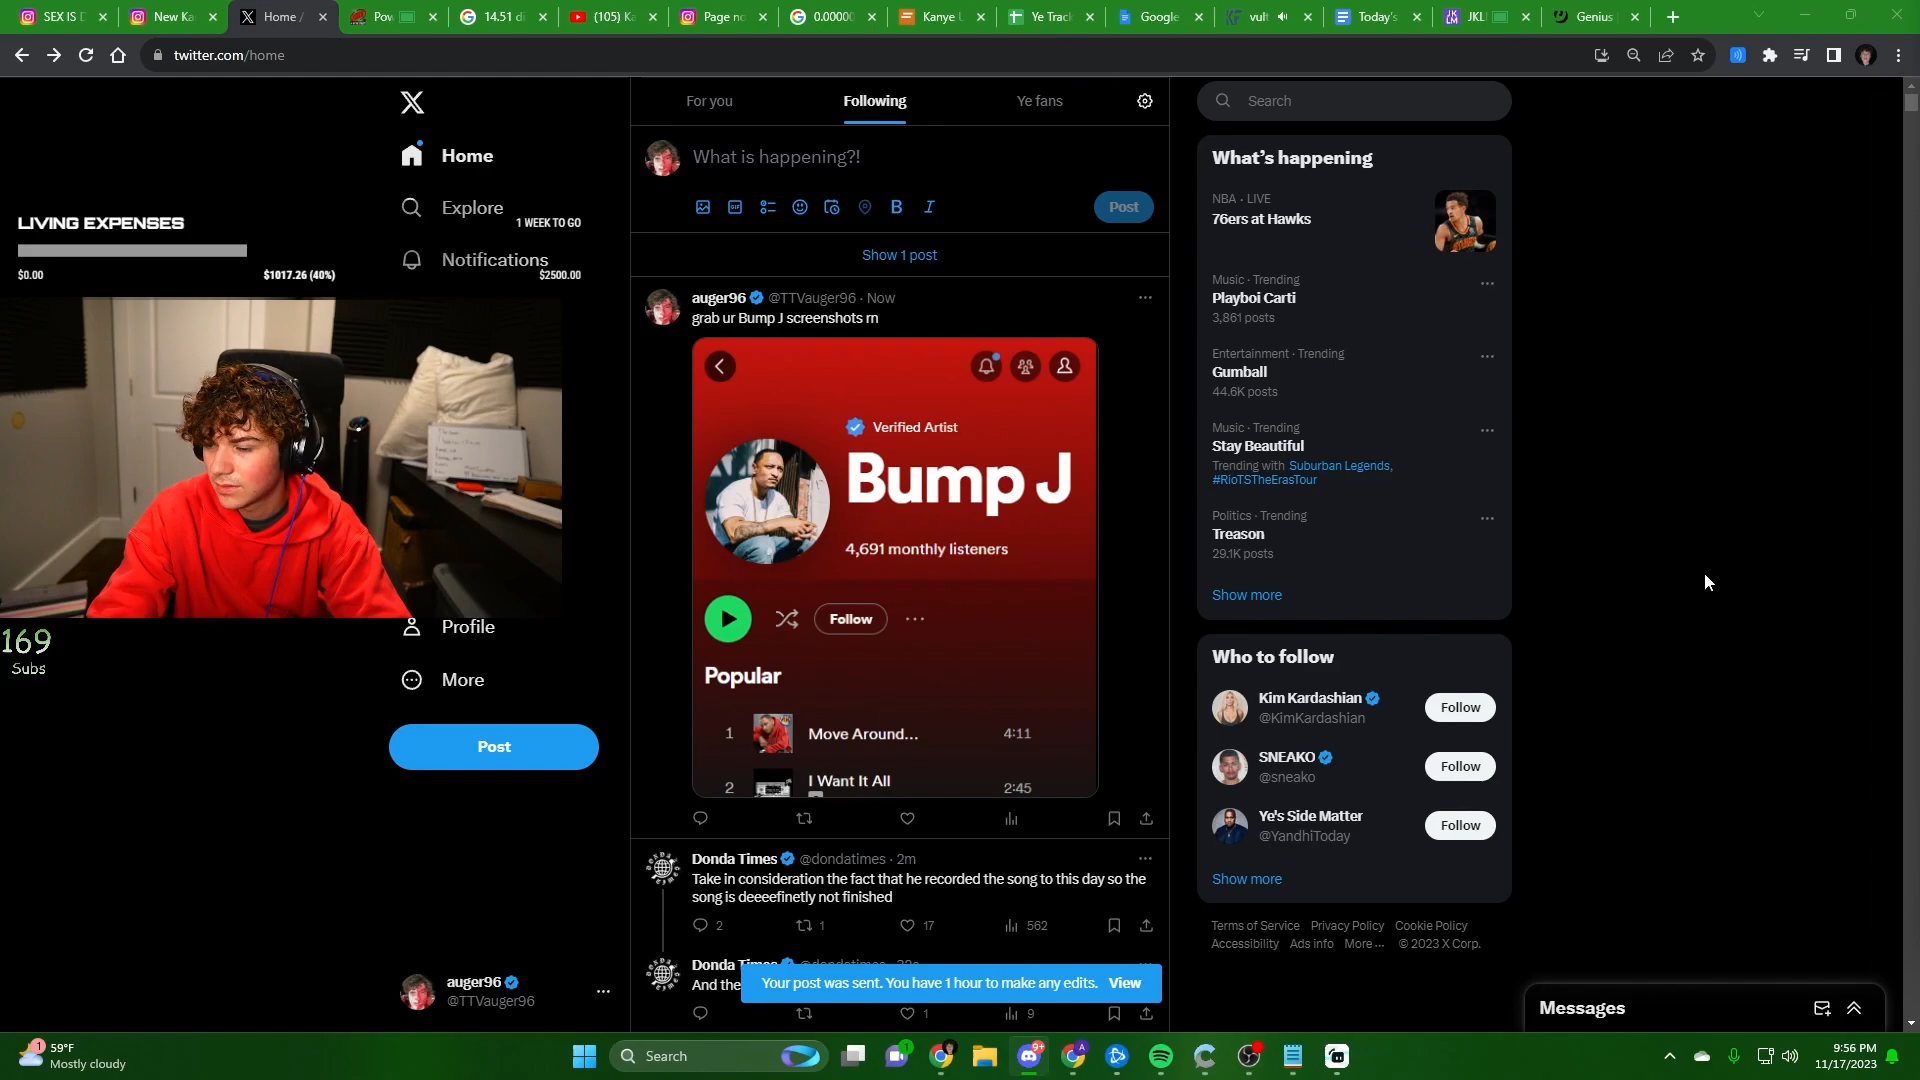 SEX IS D
New Ka
Home /
Pow
14.51 di
(105) Ka
Page no
0.0000
Kanye U
Ye Track
Google
vult
Today's
JKL
Genius
twitter.com/home
For you
Following
Ye fans
Search
Home
Explore
Notifications
Profile
More
Post
LIVING EXPENSES
1 WEEK TO GO
$0.00
$1017.26 (40%)
$2500.00
169
Subs
What is happening?!
GIF
B
I
Post
Show 1 post
auger96 @TTVauger96 · Now
grab ur Bump J screenshots rn
Verified Artist
Bump J
4,691 monthly listeners
Follow
Popular
1 Move Around... 4:11
2 I Want It All 2:45
Donda Times @dondatimes · 2m
Take in consideration the fact that he recorded the song to this day so the
song is deeeefinetly not finished
2 1 17 562
Donda
And the
1 9
Your post was sent. You have 1 hour to make any edits. View
What's happening
NBA · LIVE
76ers at Hawks
Music · Trending
Playboi Carti
3,861 posts
Entertainment · Trending
Gumball
44.6K posts
Music · Trending
Stay Beautiful
Trending with Suburban Legends,
#RioTSTheErasTour
Politics · Trending
Treason
29.1K posts
Show more
Who to follow
Kim Kardashian
@KimKardashian
Follow
SNEAKO
@sneako
Follow
Ye's Side Matter
@YandhiToday
Follow
Show more
Terms of Service Privacy Policy Cookie Policy
Accessibility Ads info More ··· © 2023 X Corp.
auger96
@TTVauger96
Messages
1
59°F
Mostly cloudy
Search
1
9+
A
9:56 PM
11/17/2023